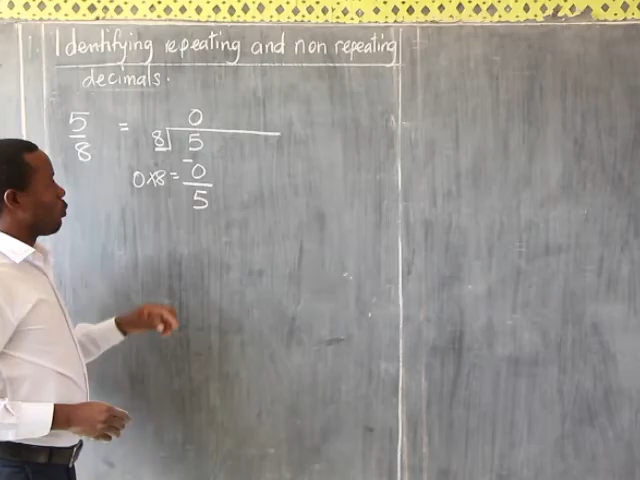 Identifying repeating and non repeating
decimals.
0
5/8 = 8⟌5
0x8 = - 0
5